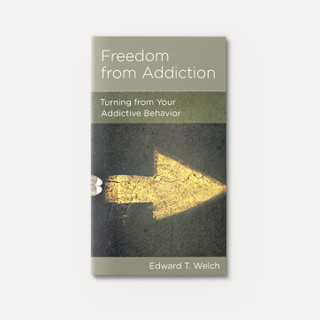 Freedom
from Addiction
Turning from Your
Addictive Behavior
Edward T. Welch